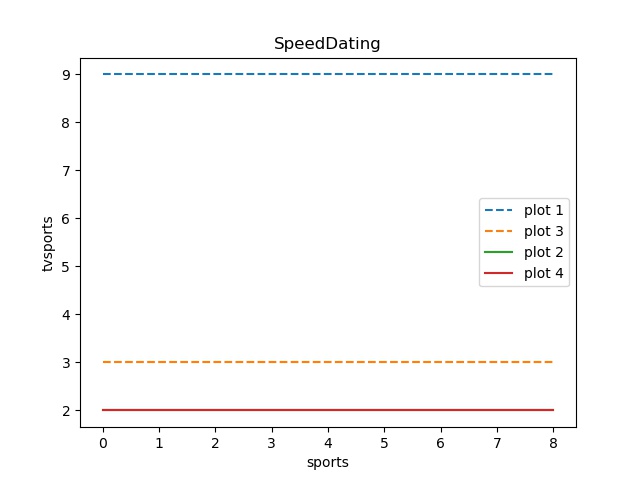 SpeedDating
9
8
7
6
5
4
3
2
tvsports
plot 1
plot 3
plot 2
plot 4
0 1 2 3 4 5 6 7 8
sports